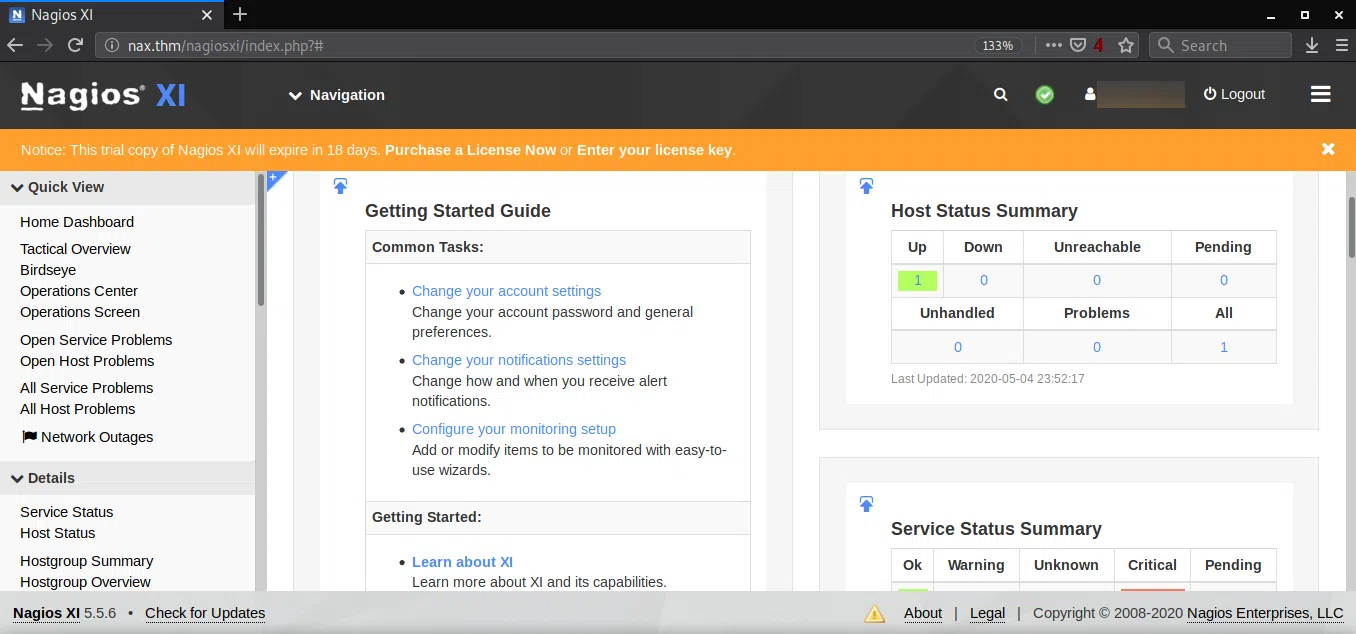 Nagios XI
nax.thm/nagiosxi/index.php?#
133%
4
Search
Nagios® XI
Navigation
Logout
Notice: This trial copy of Nagios XI will expire in 18 days. Purchase a License Now or Enter your license key.
Quick View
Home Dashboard
Tactical Overview
Birdseye
Operations Center
Operations Screen
Open Service Problems
Open Host Problems
All Service Problems
All Host Problems
Network Outages
Details
Service Status
Host Status
Hostgroup Summary
Hostgroup Overview
Getting Started Guide
Common Tasks:
• Change your account settings
Change your account password and general
preferences.
• Change your notifications settings
Change how and when you receive alert
notifications.
• Configure your monitoring setup
Add or modify items to be monitored with easy-to-
use wizards.
Getting Started:
• Learn about XI
Learn more about XI and its capabilities.
Host Status Summary
Up Down Unreachable Pending
1 0 0 0
Unhandled Problems All
0 0 1
Last Updated: 2020-05-04 23:52:17
Service Status Summary
Ok Warning Unknown Critical Pending
Nagios XI 5.5.6 • Check for Updates
About | Legal | Copyright © 2008-2020 Nagios Enterprises, LLC